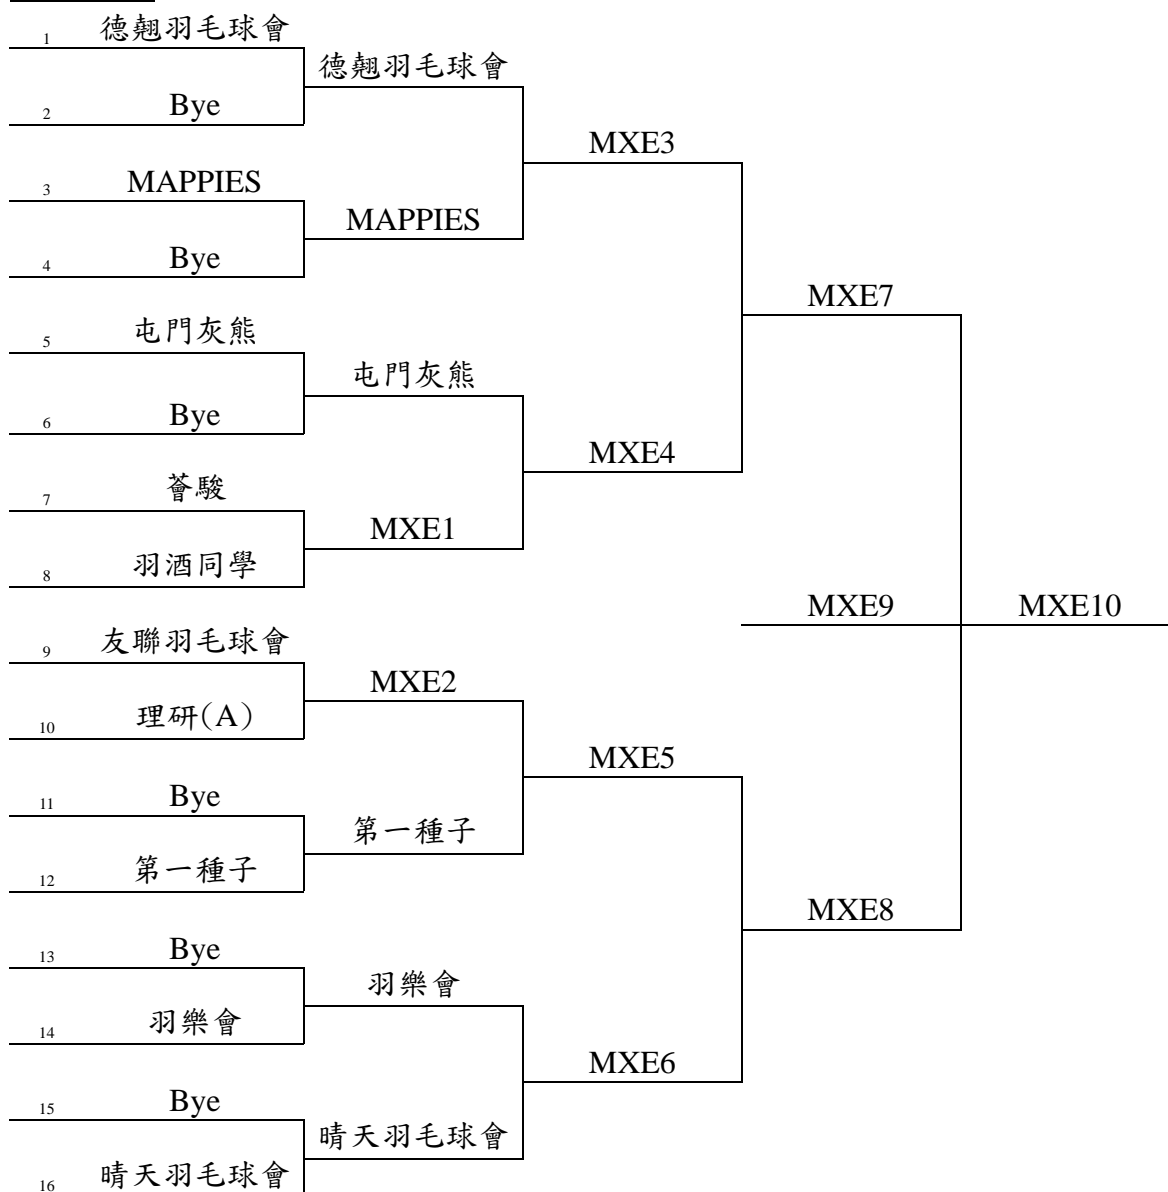 1 德翹羽毛球會
德翹羽毛球會
2 Bye
MXE3
3 MAPPIES
MAPPIES
4 Bye
MXE7
5 屯門灰熊
屯門灰熊
6 Bye
MXE4
7 薈駿
MXE1
8 羽酒同學
MXE9 MXE10
9 友聯羽毛球會
MXE2
10 理研(A)
MXE5
11 Bye
第一種子
12 第一種子
MXE8
13 Bye
羽樂會
14 羽樂會
MXE6
15 Bye
晴天羽毛球會
16 晴天羽毛球會